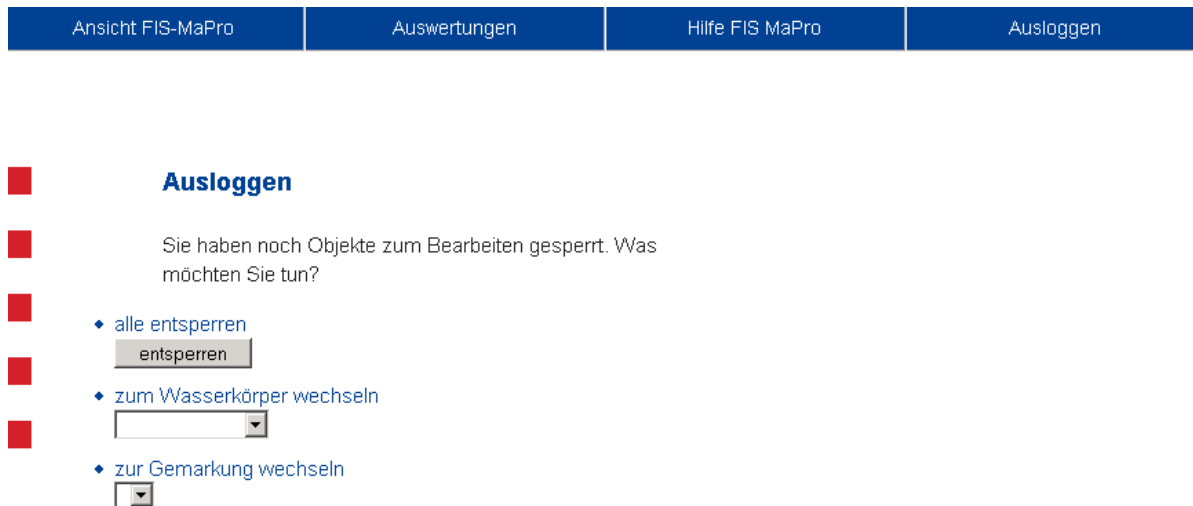 Ansicht FIS-MaPro Auswertungen Hilfe FIS MaPro Ausloggen
Ausloggen
Sie haben noch Objekte zum Bearbeiten gesperrt. Was
möchten Sie tun?
alle entsperren
entsperren
zum Wasserkörper wechseln
zur Gemarkung wechseln